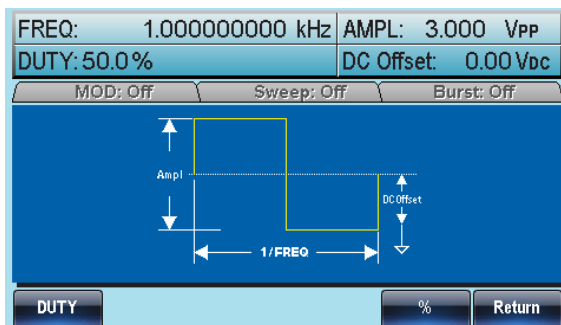 FREQ: 1.000000000 kHz AMPL: 3.000 VPP
DUTY: 50.0% DC Offset: 0.00 VDC
MOD: Off Sweep: Off Burst: Off
Ampl
DC Offset
1/FREQ
DUTY % Return